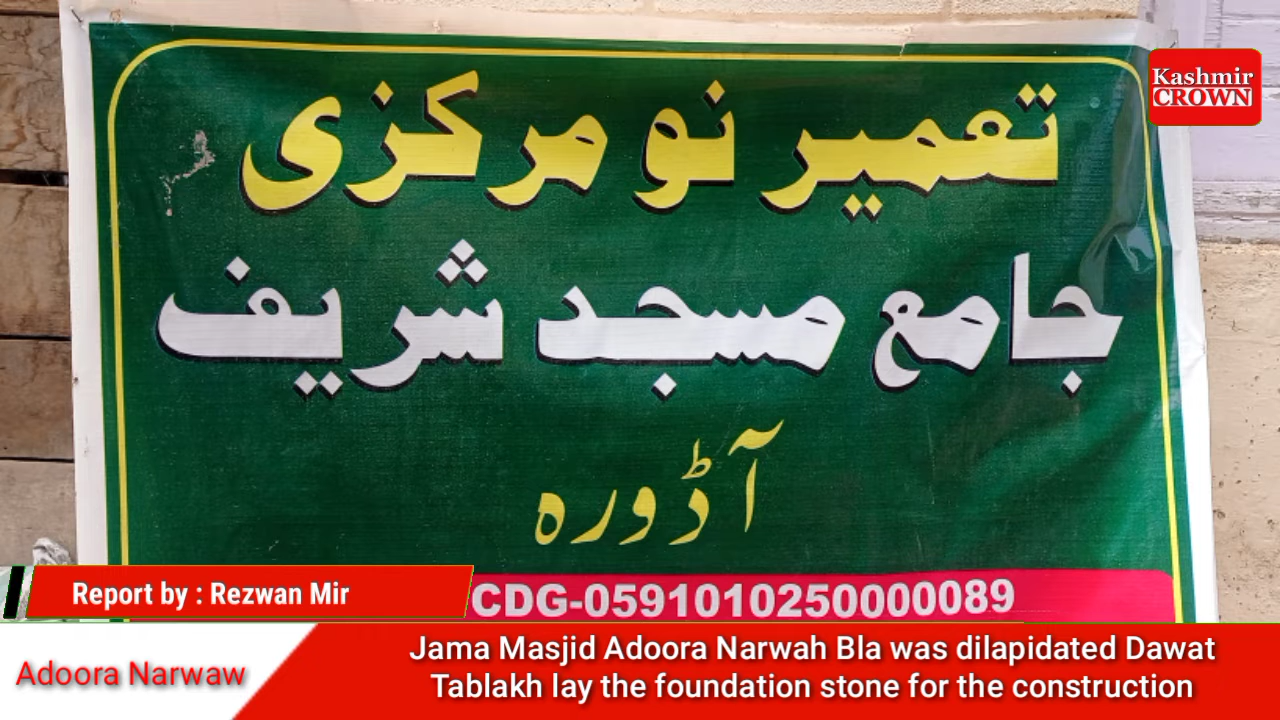 تعمیر نو مرکزی
جامع مسجد شریف
آڈورہ
CDG-0591010250000089
Kashmir
CROWN
Report by : Rezwan Mir
Adoora Narwaw
Jama Masjid Adoora Narwah Bla was dilapidated Dawat
Tablakh lay the foundation stone for the construction